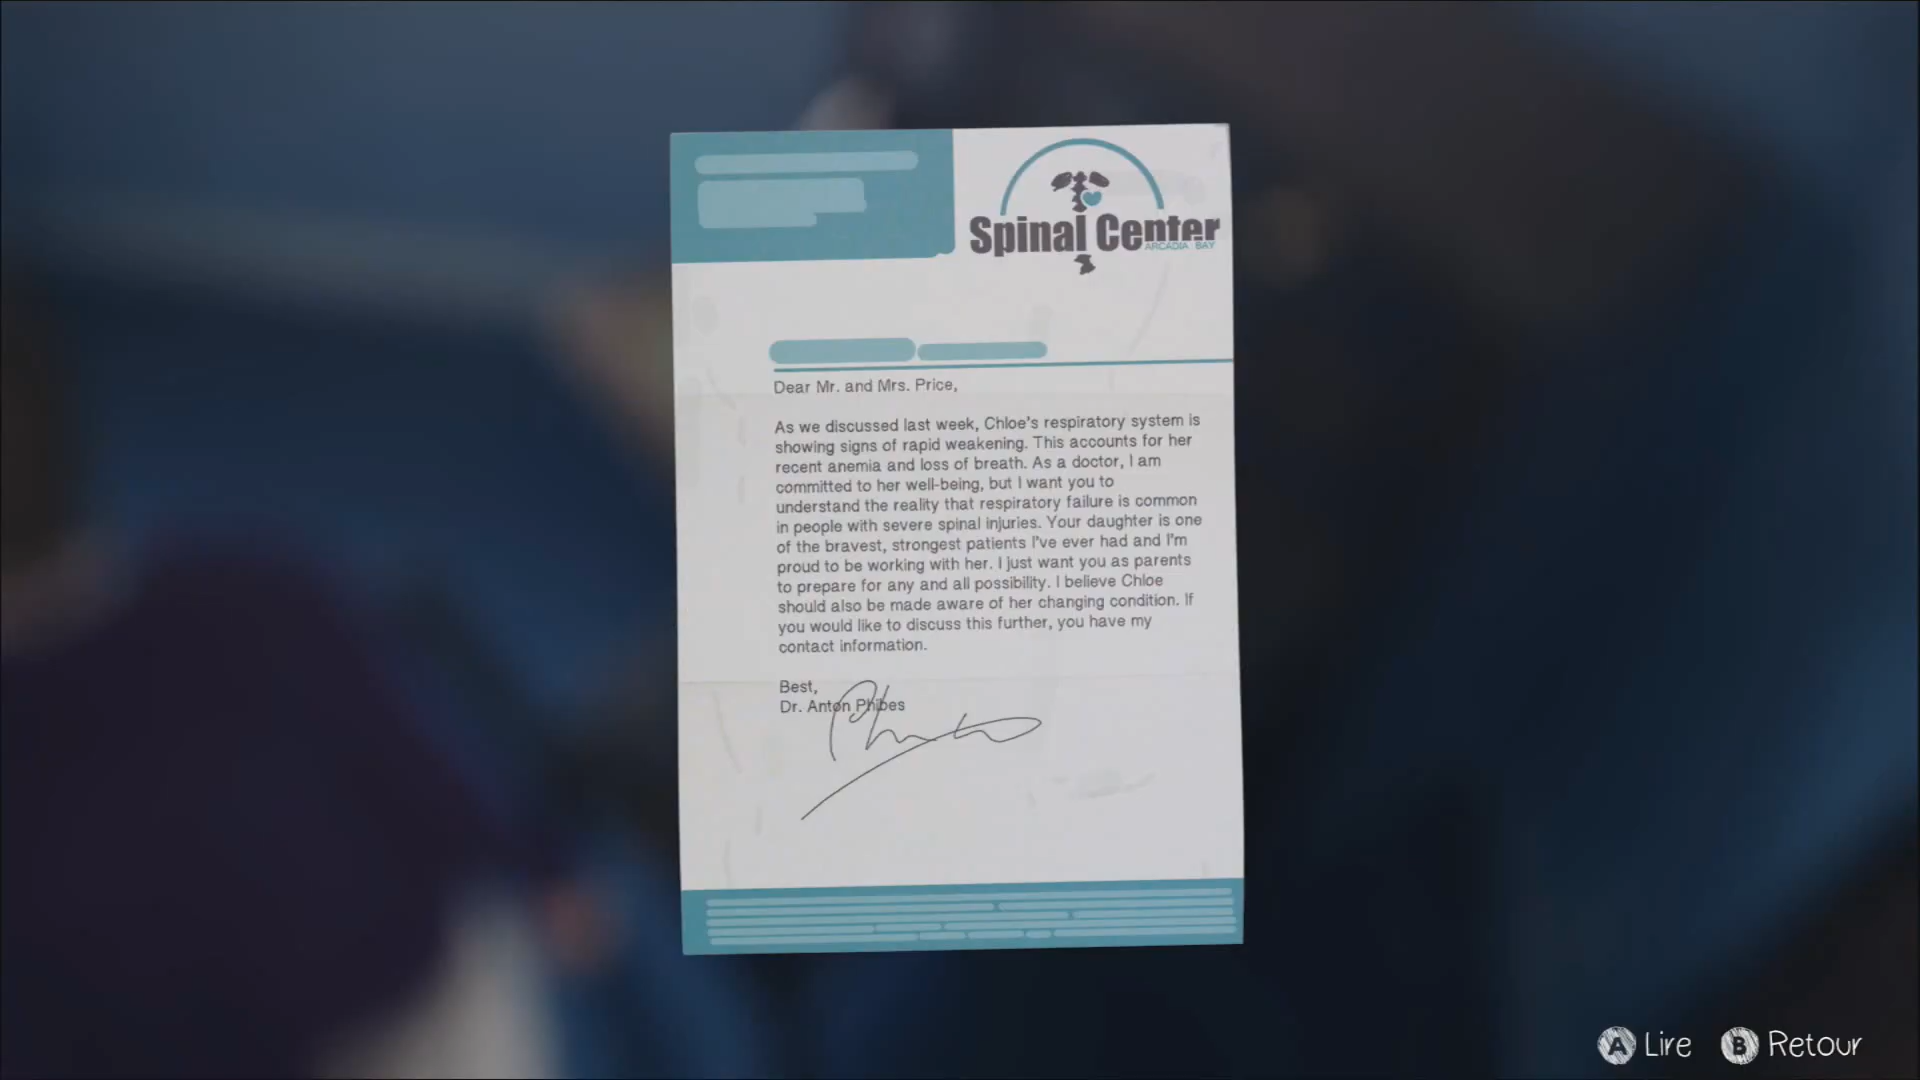 Spinal Center
ARCADIA BAY
Dear Mr. and Mrs. Price,
As we discussed last week, Chloe's respiratory system is
showing signs of rapid weakening. This accounts for her
recent anemia and loss of breath. As a doctor, I am
committed to her well-being, but I want you to
understand the reality that respiratory failure is common
in people with severe spinal injuries. Your daughter is one
of the bravest, strongest patients I've ever had and I'm
proud to be working with her. I just want you as parents
to prepare for any and all possibility. I believe Chloe
should also be made aware of her changing condition. If
you would like to discuss this further, you have my
contact information.
Best,
Dr. Anton Phibes
A Lire B Retour